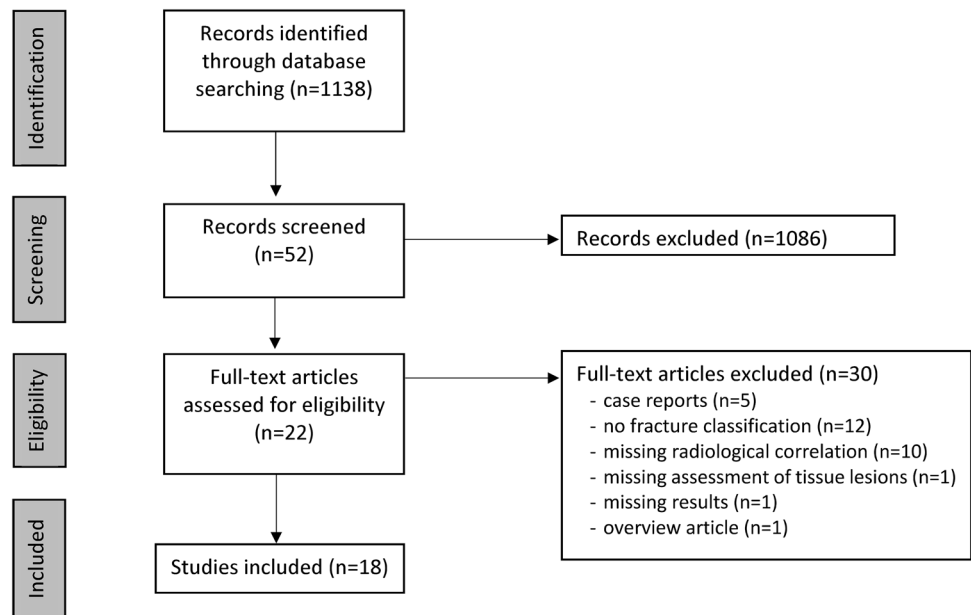 Identification
Records identified
through database
searching (n=1138)
Screening
Records screened
(n=52)
Records excluded (n=1086)
Eligibility
Full-text articles
assessed for eligibility
(n=22)
Full-text articles excluded (n=30)
- case reports (n=5)
- no fracture classification (n=12)
- missing radiological correlation (n=10)
- missing assessment of tissue lesions (n=1)
- missing results (n=1)
- overview article (n=1)
Included
Studies included (n=18)